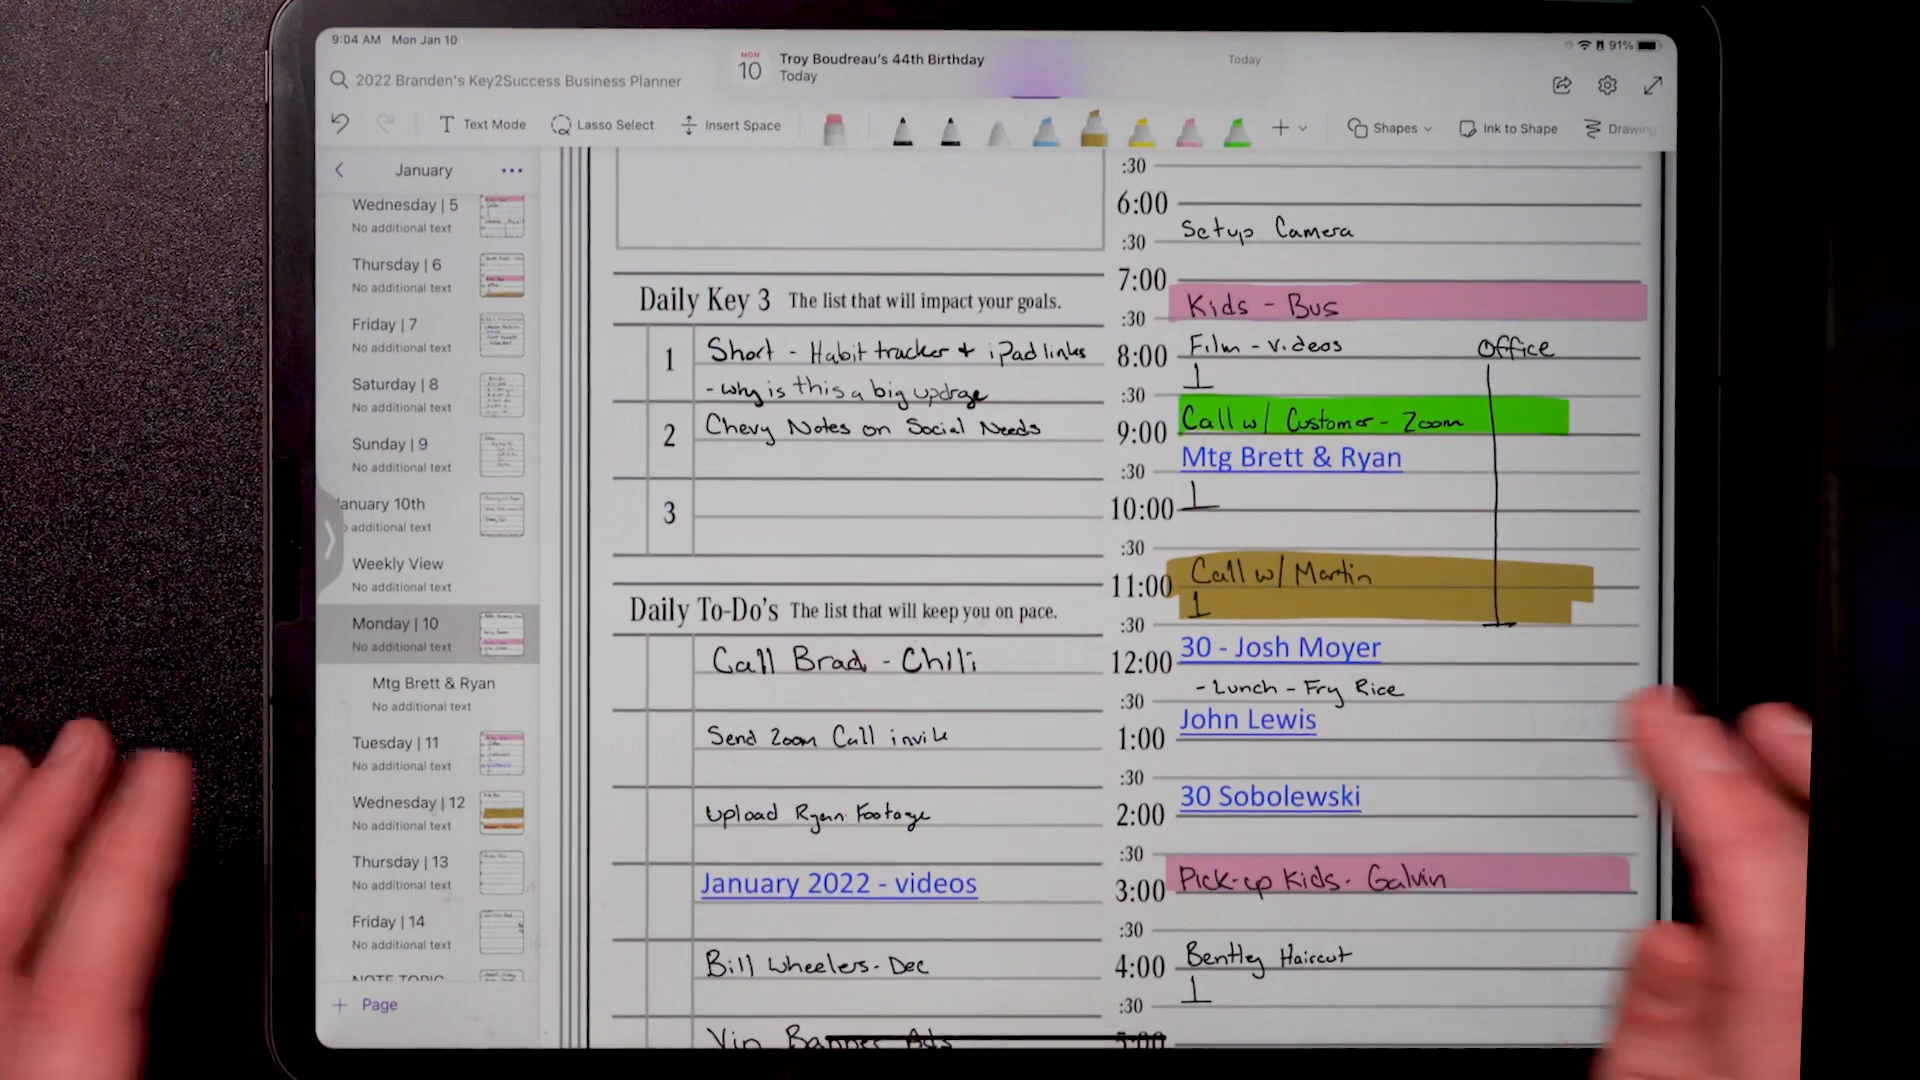 9:04 AM Mon Jan 10
91%
2022 Branden's Key2Success Business Planner
MON
10
Troy Boudreau's 44th Birthday
Today
Today
Text Mode
Lasso Select
Insert Space
Shapes
Ink to Shape
Drawing
January
Wednesday | 5
No additional text
Thursday | 6
No additional text
Friday | 7
No additional text
Saturday | 8
No additional text
Sunday | 9
No additional text
anuary 10th
additional text
Weekly View
No additional text
Monday | 10
No additional text
Mtg Brett & Ryan
No additional text
Tuesday | 11
No additional text
Wednesday | 12
No additional text
Thursday | 13
No additional text
Friday | 14
No additional text
NOTE TOPIC
+ Page
Daily Key 3 The list that will impact your goals.
1
Short - Habit tracker + iPad links
- why is this a big updrage
2
Chevy Notes on Social Needs
3
Daily To-Do's The list that will keep you on pace.
Call Brad - Chili
Send Zoom Call invite
Upload Ryan Footage
January 2022 - videos
Bill Wheelers - Dec
Vin Banner Ads
:30
6:00
Setup Camera
:30
7:00
Kids - Bus
:30
Film - videos
Office
8:00
:30
Call w/ Customer - Zoom
9:00
Mtg Brett & Ryan
:30
10:00
:30
Call w/ Martin
11:00
:30
30 - Josh Moyer
12:00
- Lunch - Fry Rice
:30
John Lewis
1:00
:30
30 Sobolewski
2:00
:30
Pick-up Kids - Galvin
3:00
:30
Bentley Haircut
4:00
:30
5:00